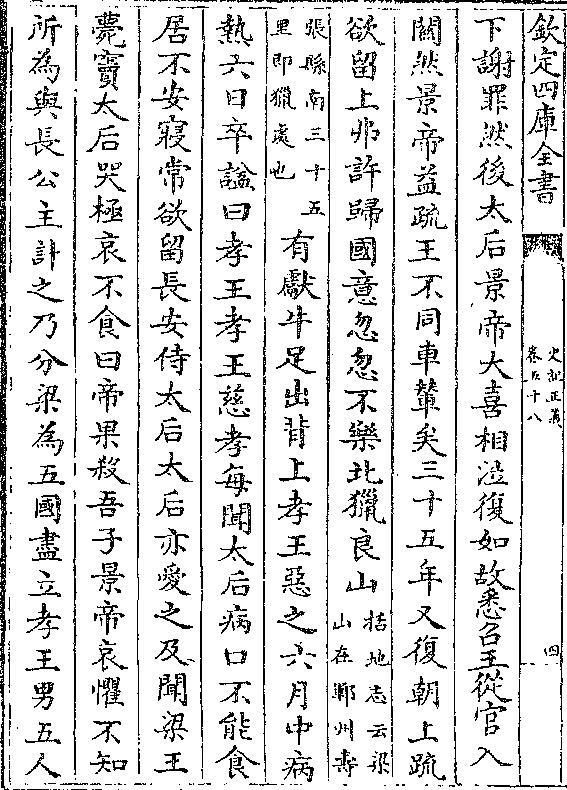 欽定四庫全書
史記正義
卷五十八
四
下謝罪然後太后景帝大喜相泣復如故悉召王從官入
關然景帝益疏王不同車輦矣三十五年又復朝上疏
欲留上弗許歸國意忽忽不樂北獵良山括地志云梁山在鄆州壽
張縣南三十五里即獵處也有獻牛足出背上孝王惡之六月中病
熱六日卒諡曰孝王孝王慈孝每聞太后病口不能食
居不安寢常欲留長安侍太后太后亦愛之及聞梁王
薨竇太后哭極哀不食曰帝果殺吾子景帝哀懼不知
所為與長公主計之乃分梁為五國盡立孝王男五人